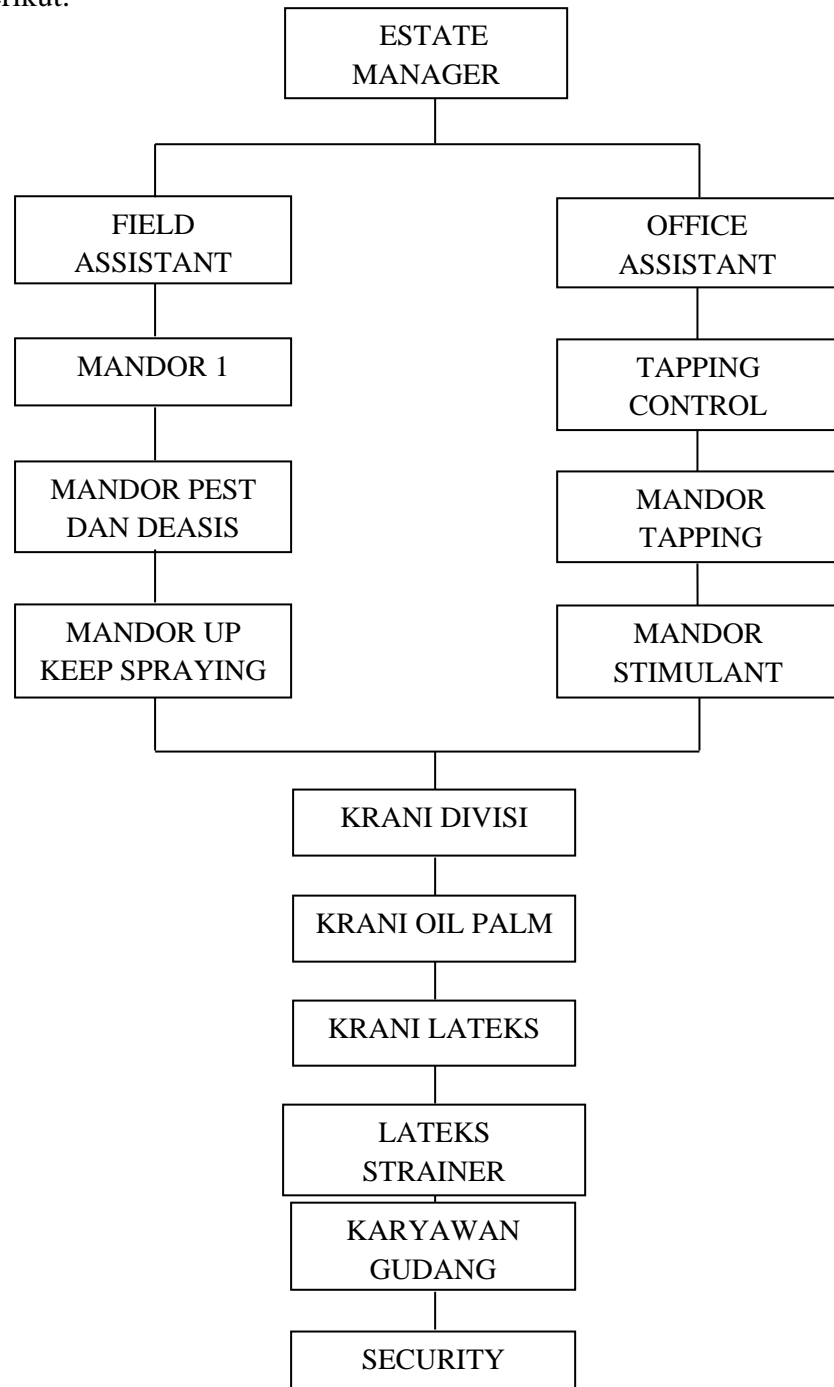 erikut:
ESTATE
MANAGER
FIELD
ASSISTANT
OFFICE
ASSISTANT
MANDOR 1
TAPPING
CONTROL
MANDOR PEST
DAN DEASIS
MANDOR
TAPPING
MANDOR UP
KEEP SPRAYING
MANDOR
STIMULANT
KRANI DIVISI
KRANI OIL PALM
KRANI LATEKS
LATEKS
STRAINER
KARYAWAN
GUDANG
SECURITY